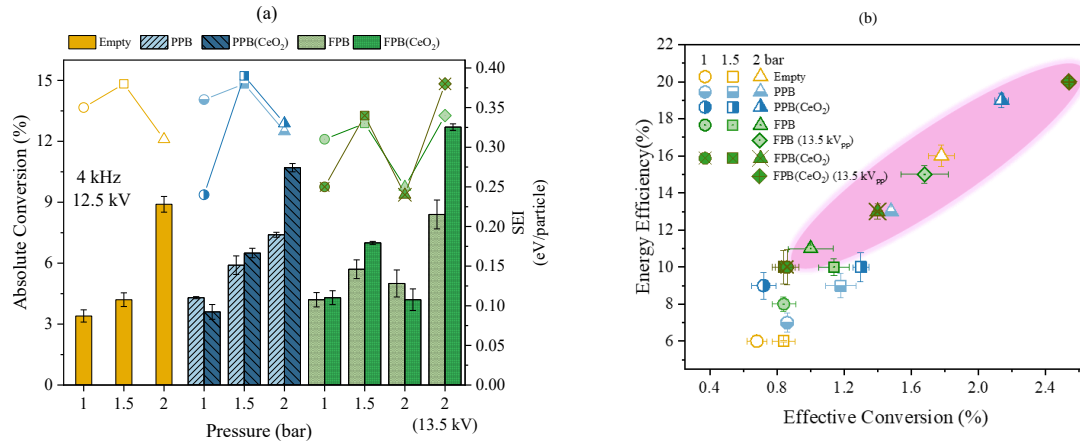 (a)
Empty PPB PPB(CeO₂) FPB FPB(CeO₂)
Absolute Conversion (%)
15
12
9
6
3
0
4 kHz
12.5 kV
0.40
0.35
0.30
0.25
0.20
0.15
0.10
0.05
0.00
SEI
(eV/particle)
1 1.5 2 1 1.5 2 1 1.5 2 2
(13.5 kV)
Pressure (bar)
(b)
Energy Efficiency(%)
22
20
18
16
14
12
10
8
6
1 1.5 2 bar
Empty
PPB
PPB(CeO₂)
FPB
FPB (13.5 kVpp)
FPB(CeO₂)
FPB(CeO₂) (13.5 kVpp)
0.4 0.8 1.2 1.6 2.0 2.4
Effective Conversion (%)